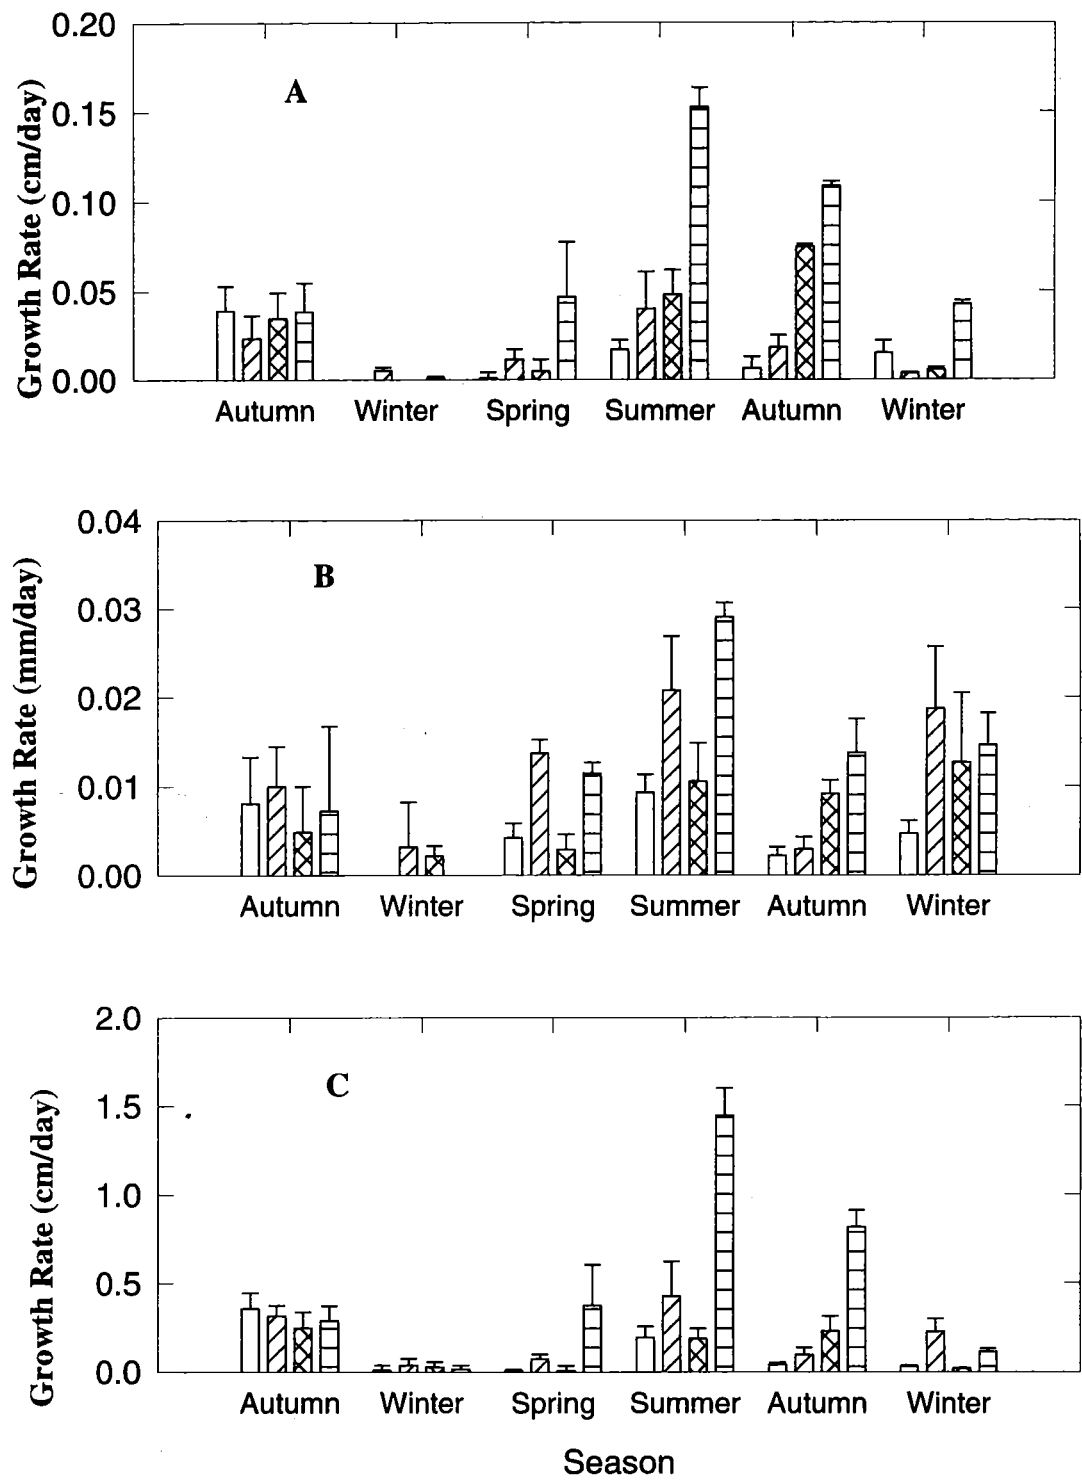 A
Growth Rate (cm/day)
0.20
0.15
0.10
0.05
0.00
Autumn Winter Spring Summer Autumn Winter
B
Growth Rate (mm/day)
0.04
0.03
0.02
0.01
0.00
Autumn Winter Spring Summer Autumn Winter
C
Growth Rate (cm/day)
2.0
1.5
1.0
0.5
0.0
Autumn Winter Spring Summer Autumn Winter
Season